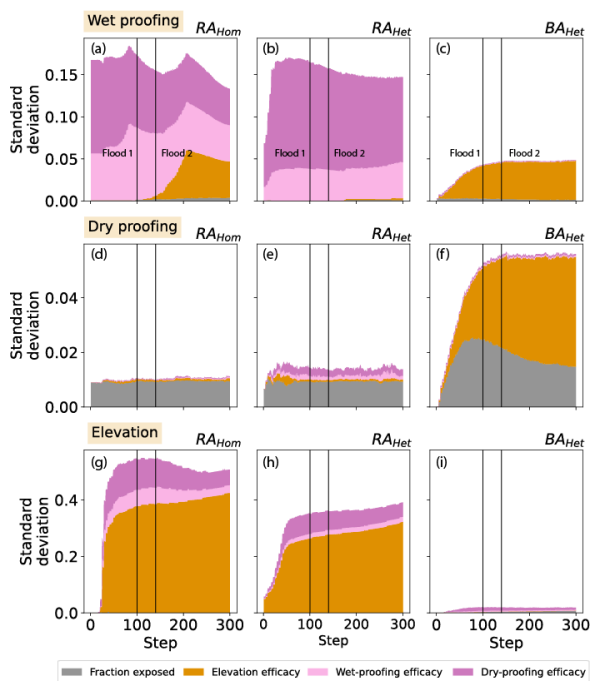 Wet proofing
RA_Hom RA_Het BA_Het
(a) (b) (c)
Standard deviation
0.15
0.10
0.05
0.00
Flood 1 Flood 2 Flood 1 Flood 2 Flood 1 Flood 2
Dry proofing
RA_Hom RA_Het BA_Het
(d) (e) (f)
Standard deviation
0.04
0.02
0.00
Elevation
RA_Hom RA_Het BA_Het
(g) (h) (i)
Standard deviation
0.4
0.2
0.0
0 100 200 300 0 100 200 300 0 100 200 300
Step Step Step
Fraction exposed Elevation efficacy Wet-proofing efficacy Dry-proofing efficacy